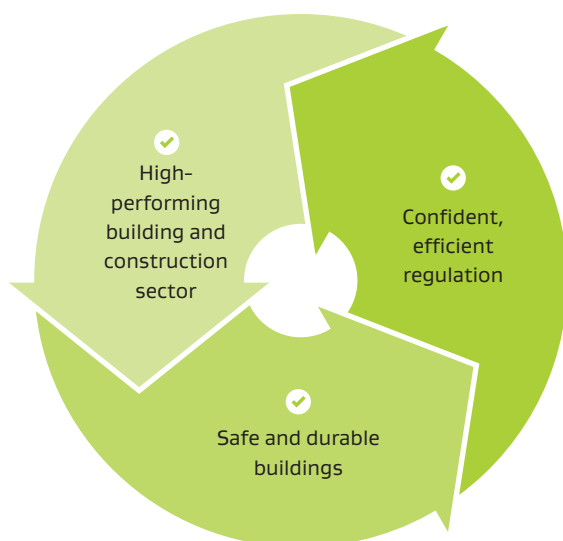 High-
performing
building and
construction
sector
Confident,
efficient
regulation
Safe and durable
buildings